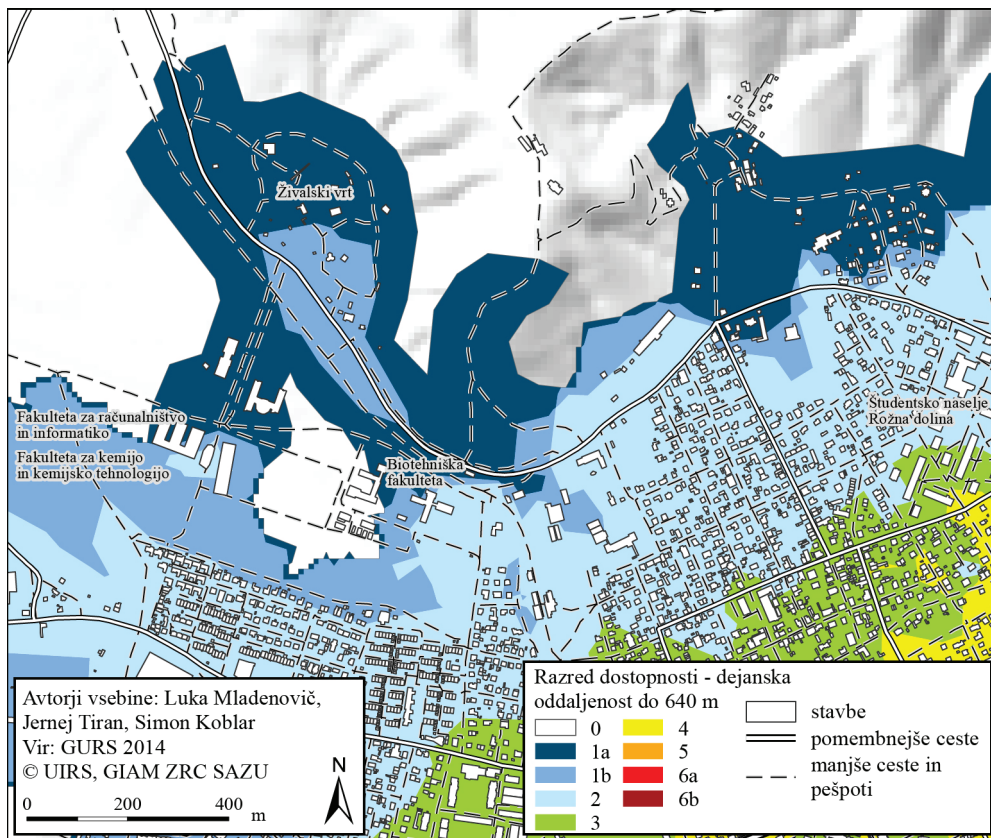 Živalski vrt
Fakulteta za računalništvo
in informatiko
Fakulteta za kemijo
in kemijsko tehnologijo
Biotehniška
fakulteta
Študentsko naselje
Rožna dolina
Avtorji vsebine: Luka Mladenovič,
Jernej Tiran, Simon Koblar
Vir: GURS 2014
© UIRS, GIAM ZRC SAZU
N
0 200 400 m
Razred dostopnosti - dejanska
oddaljenost do 640 m
0
1a
1b
2
3
4
5
6a
6b
stavbe
pomembnejše ceste
manjše ceste in
pešpoti